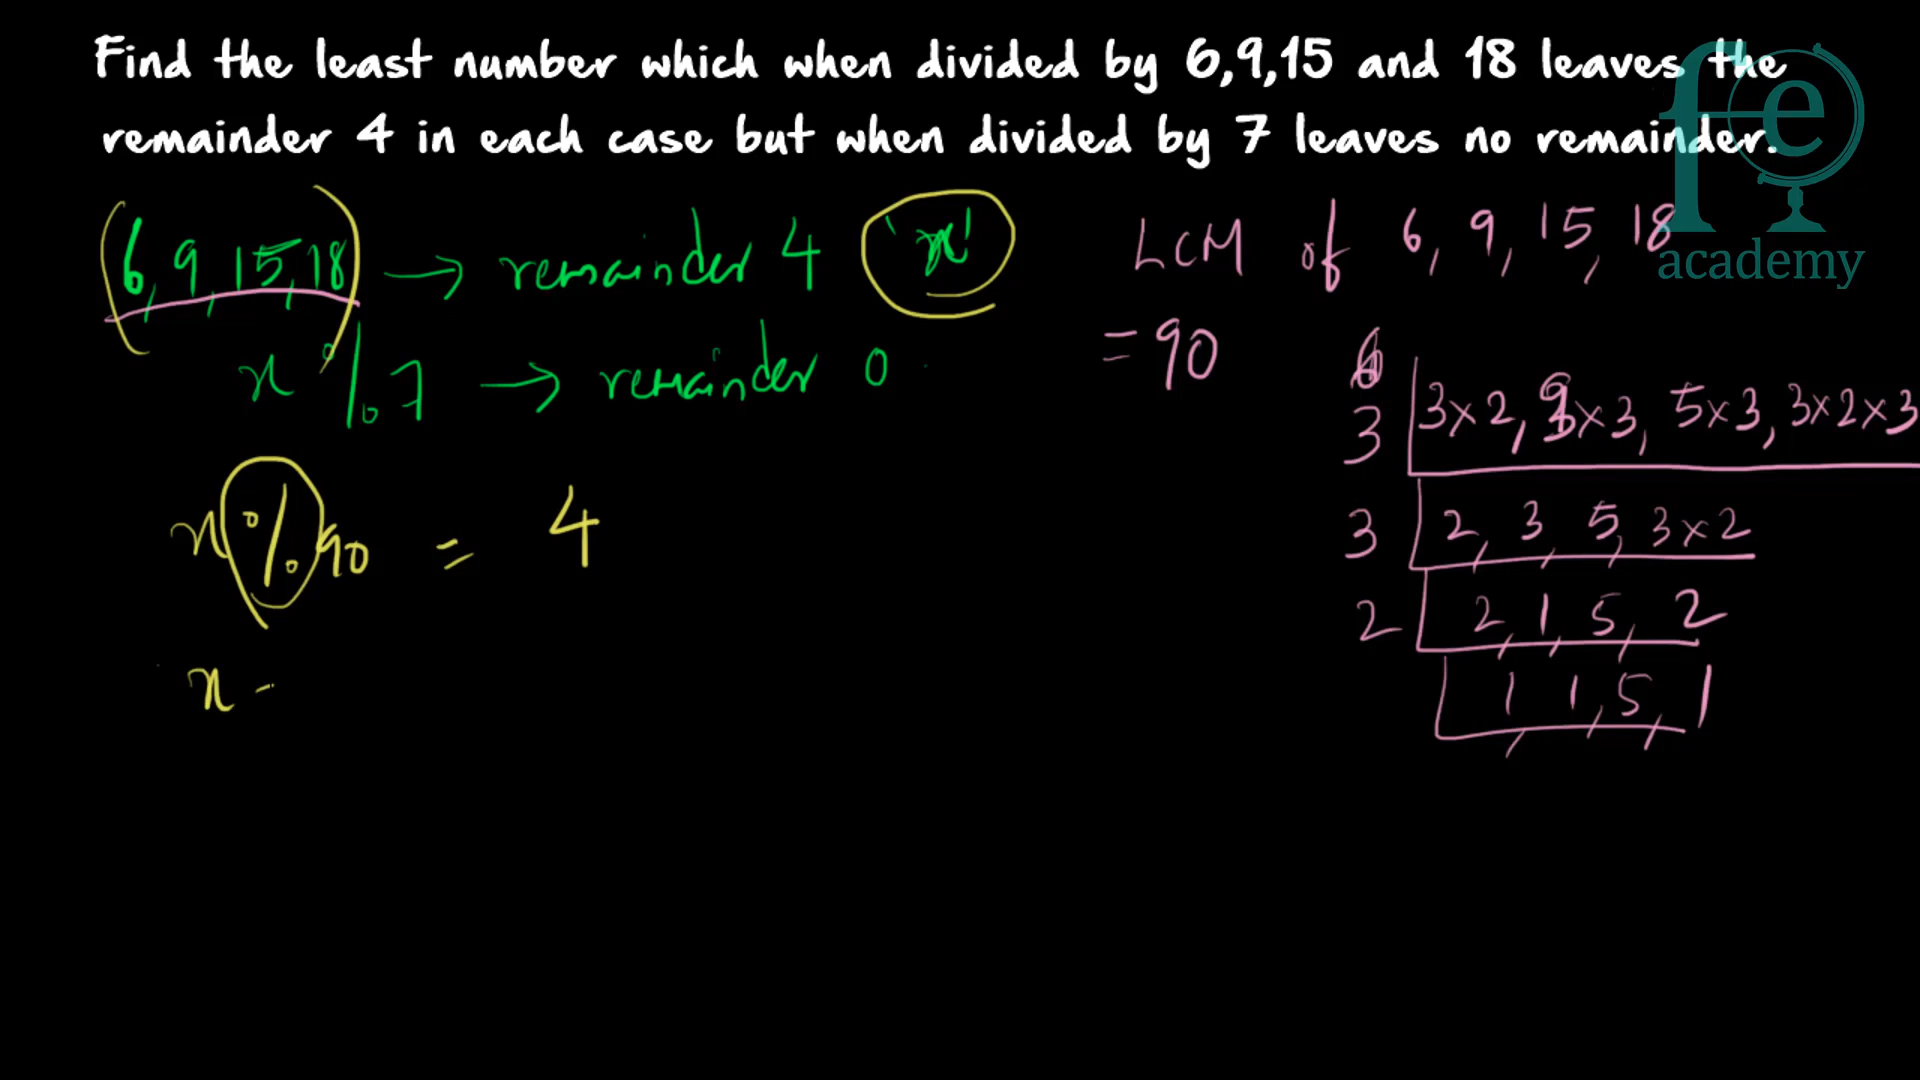 Find the least number which when divided by 6,9,15 and 18 leaves the
remainder 4 in each case but when divided by 7 leaves no remainder.
fe
academy
(6, 9, 15, 18) → remainder 4 'x'
x % 7 → remainder 0
x % 90 = 4
x -
LCM of 6, 9, 15, 18
= 90
3 | 3×2, 3×3, 5×3, 3×2×3
3 | 2, 3, 5, 3×2
2 | 2, 1, 5, 2
1, 1, 5, 1